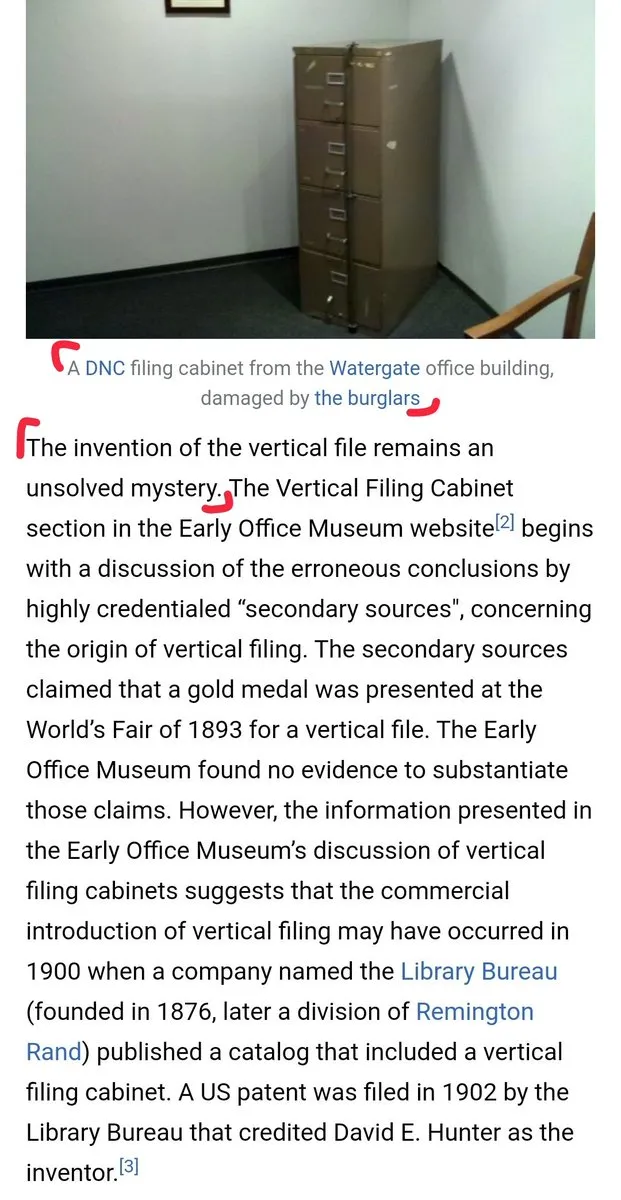 A DNC filing cabinet from the Watergate office building,
damaged by the burglars
The invention of the vertical file remains an
unsolved mystery. The Vertical Filing Cabinet
section in the Early Office Museum website[2] begins
with a discussion of the erroneous conclusions by
highly credentialed “secondary sources", concerning
the origin of vertical filing. The secondary sources
claimed that a gold medal was presented at the
World’s Fair of 1893 for a vertical file. The Early
Office Museum found no evidence to substantiate
those claims. However, the information presented in
the Early Office Museum’s discussion of vertical
filing cabinets suggests that the commercial
introduction of vertical filing may have occurred in
1900 when a company named the Library Bureau
(founded in 1876, later a division of Remington
Rand) published a catalog that included a vertical
filing cabinet. A US patent was filed in 1902 by the
Library Bureau that credited David E. Hunter as the
inventor.[3]